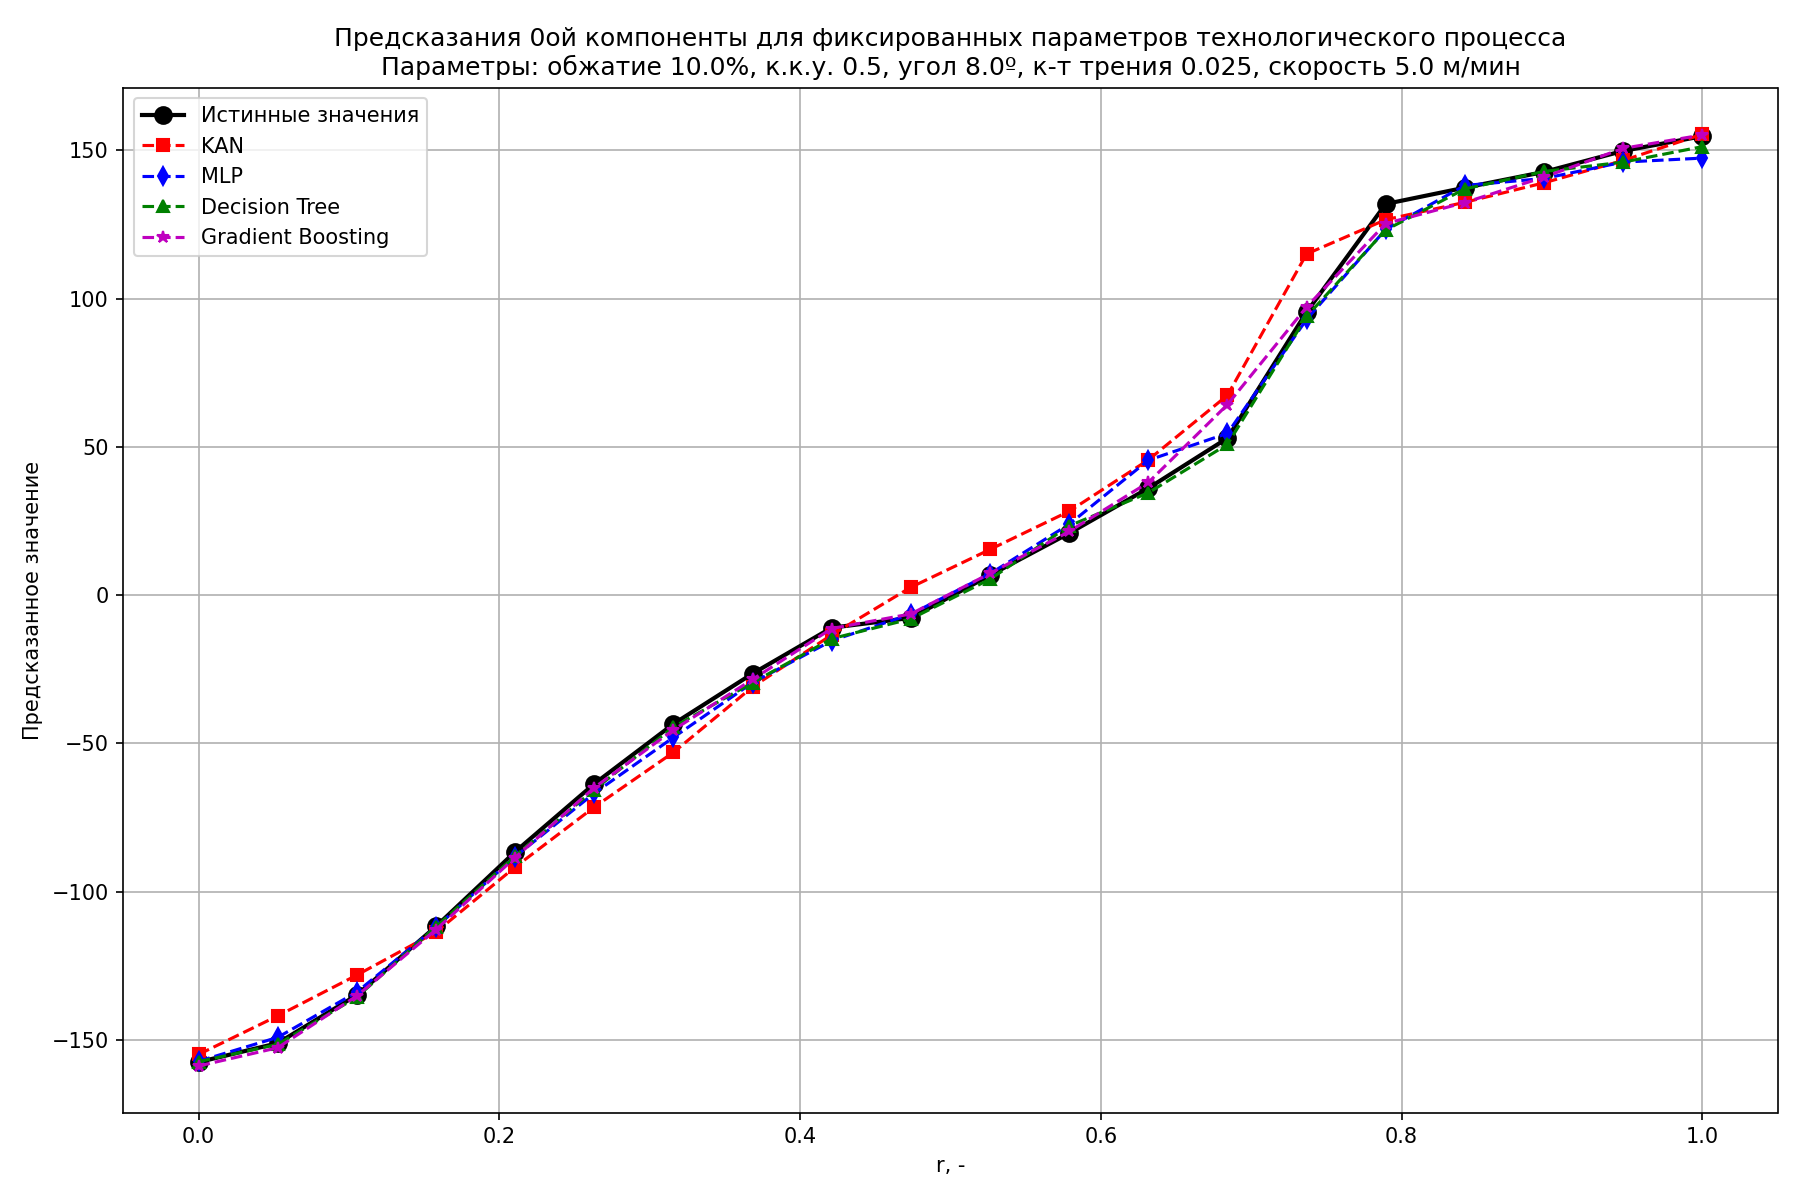 Предсказания 0ой компоненты для фиксированных параметров технологического процесса
Параметры: обжатие 10.0%, к.к.у. 0.5, угол 8.0º, к-т трения 0.025, скорость 5.0 м/мин
Истинные значения
KAN
MLP
Decision Tree
Gradient Boosting
Предсказанное значение
150
100
50
0
−50
−100
−150
0.0
0.2
0.4
0.6
0.8
1.0
r, -